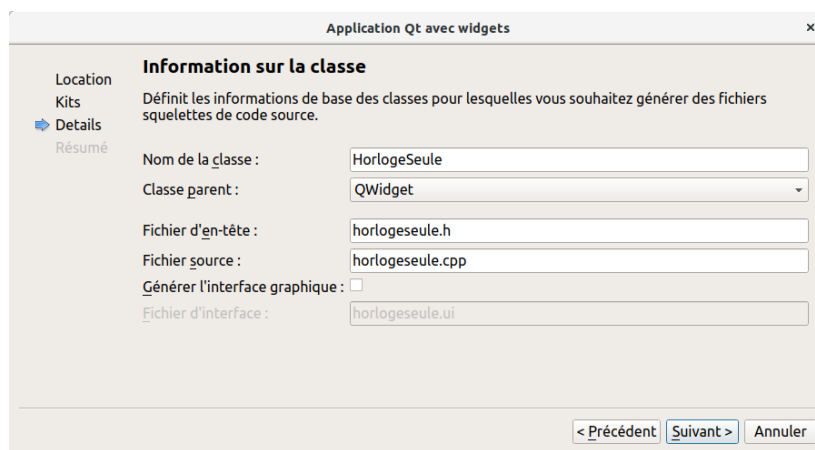 Application Qt avec widgets
×
Location
Kits
Details
Résumé
Information sur la classe
Définit les informations de base des classes pour lesquelles vous souhaitez générer des fichiers
squelettes de code source.
Nom de la classe : HorlogeSeule
Classe parent : QWidget
Fichier d'en-tête : horlogeseule.h
Fichier source : horlogeseule.cpp
Générer l'interface graphique :
Fichier d'interface : horlogeseule.ui
< Précédent Suivant > Annuler